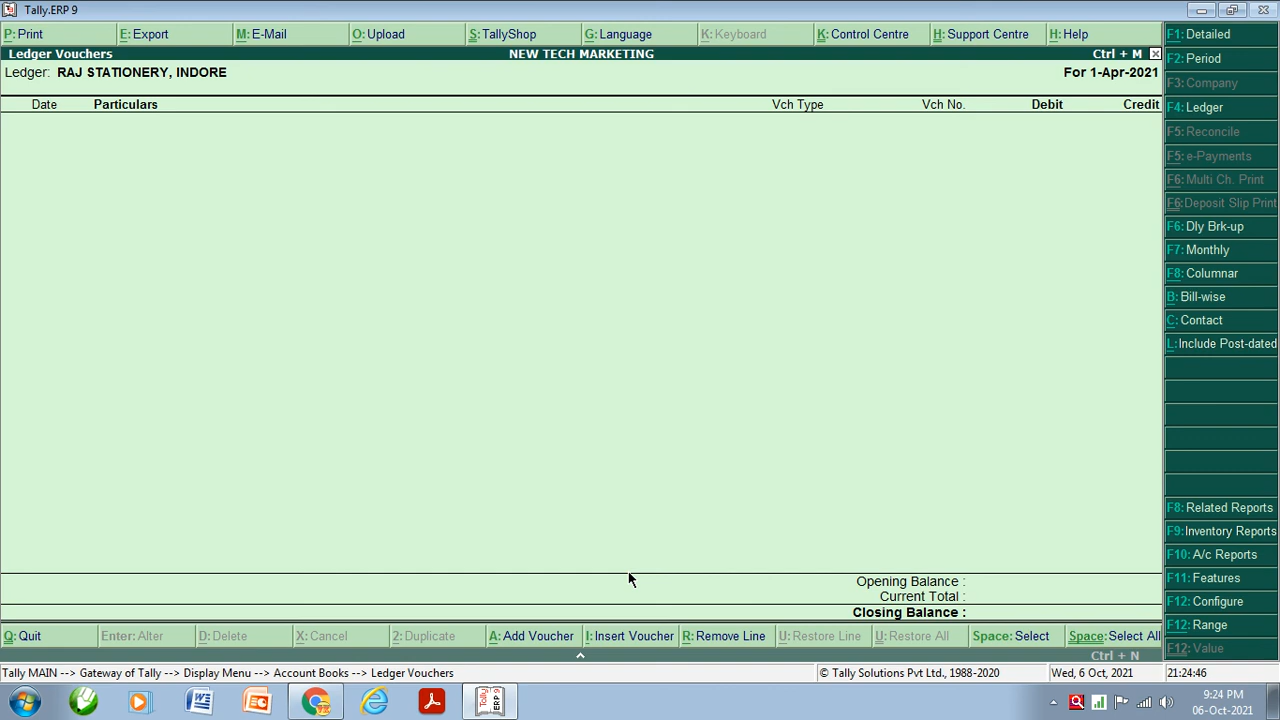 Tally.ERP 9
P: Print E: Export M: E-Mail O: Upload S: TallyShop G: Language K: Keyboard K: Control Centre H: Support Centre H: Help
Ledger Vouchers NEW TECH MARKETING Ctrl + M
Ledger: RAJ STATIONERY, INDORE For 1-Apr-2021
Date Particulars Vch Type Vch No. Debit Credit
F1: Detailed
F2: Period
F3: Company
F4: Ledger
F5: Reconcile
F5: e-Payments
F6: Multi Ch. Print
F6: Deposit Slip Print
F6: Dly Brk-up
F7: Monthly
F8: Columnar
B: Bill-wise
C: Contact
L: Include Post-dated
F8: Related Reports
F9: Inventory Reports
F10: A/c Reports
F11: Features
F12: Configure
F12: Range
F12: Value
Opening Balance :
Current Total :
Closing Balance :
Q: Quit Enter: Alter D: Delete X: Cancel 2: Duplicate A: Add Voucher I: Insert Voucher R: Remove Line U: Restore Line U: Restore All Space: Select Space: Select All
Ctrl + N
Tally MAIN --> Gateway of Tally --> Display Menu --> Account Books --> Ledger Vouchers © Tally Solutions Pvt Ltd., 1988-2020 Wed, 6 Oct, 2021 21:24:46
9:24 PM
06-Oct-2021